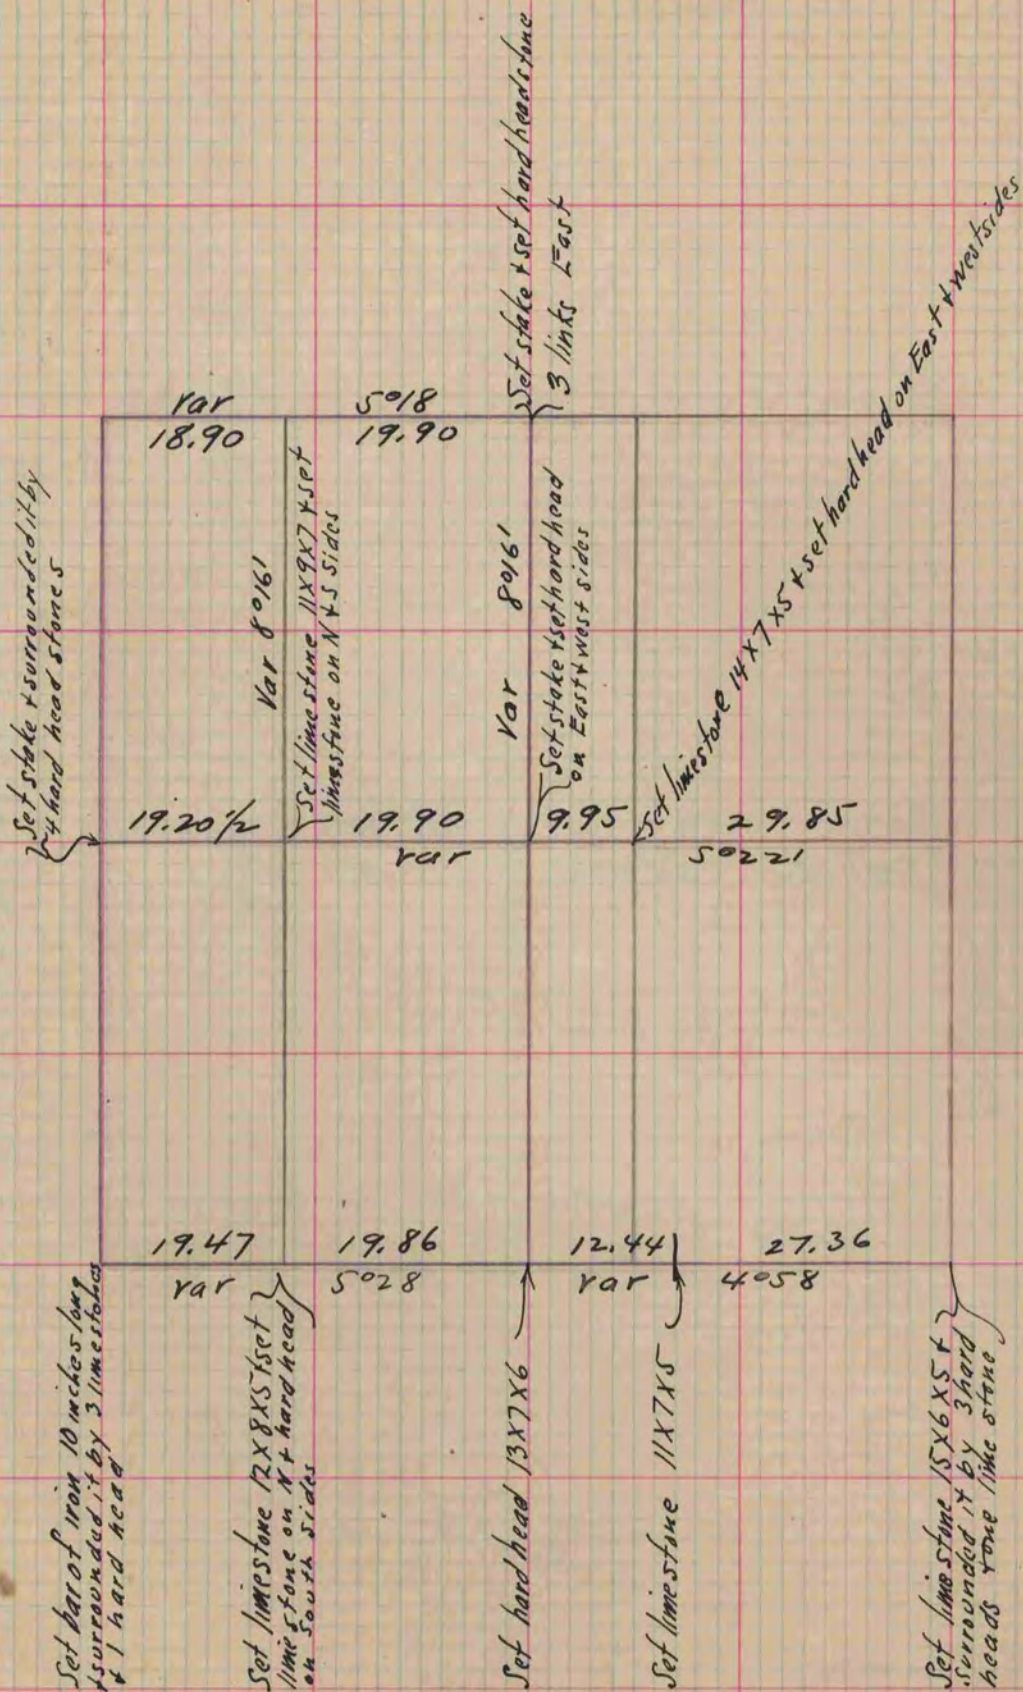 Set stake + set hard headstone
3 links East
var
5°18
18.90
19.90
Set stake + surrounded it by
4 hard head stones
Var 8°16'
Set limestone 11X9X7 + set
limestone on N + S Sides
Var 8°16'
Set stake + set hard head
on East + west sides
Set limestone 14X7X5 + set hard head on East + west sides
19.20 1/2
19.90
9.95
29.85
var
5°22'
19.47
19.86
12.44
27.36
var
5°28
var
4°58
Set bar of iron 10 inches long
+ surrounded it by 3 limestones
+ 1 hard head
Set limestone 12X8X5 + set
limestone on N + hard head
on South sides
Set hard head 13X7X6
Set limestone 11X7X5
Set limestone 15X6X5 +
surrounded it by 3 hard
heads + one lime stone